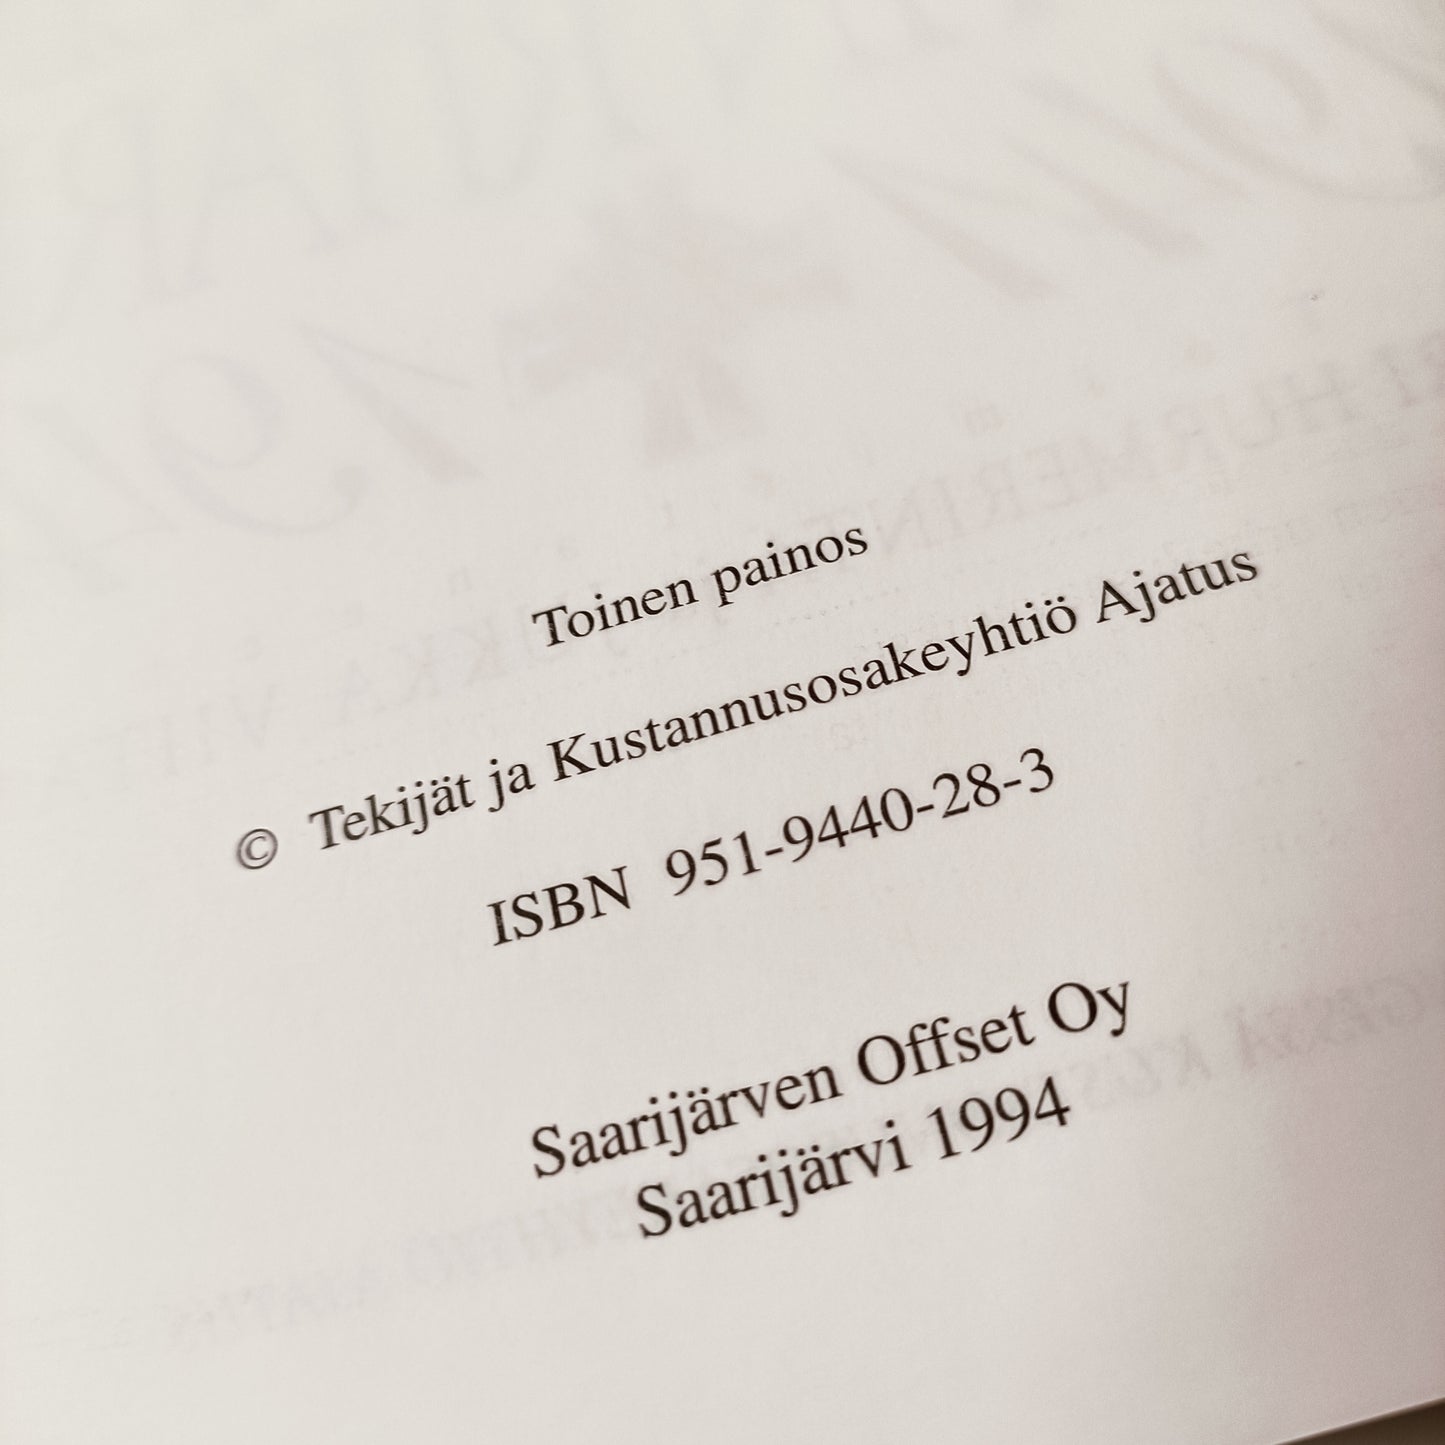 Toinen painos
© Tekijät ja Kustannusosakeyhtiö Ajatus
ISBN 951-9440-28-3
Saarijärven Offset Oy
Saarijärvi 1994